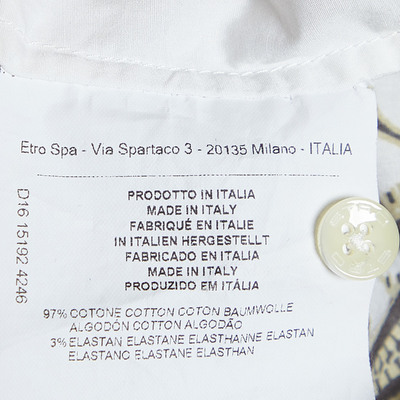 Etro Spa - Via Spartaco 3 - 20135 Milano - ITALIA
PRODOTTO IN ITALIA
MADE IN ITALY
FABRIQUÉ EN ITALIE
IN ITALIEN HERGESTELLT
FABRICADO EN ITALIA
MADE IN ITALY
PRODUZIDO EM ITÁLIA
97% COTONE COTTON COTON BAUMWOLLE
ALGODÓN COTTON ALGODÃO
3% ELASTAN ELASTANE ELASTHANNE ELASTAN
ELASTANO ELASTANE ELASTHAN
D16 15192 4246